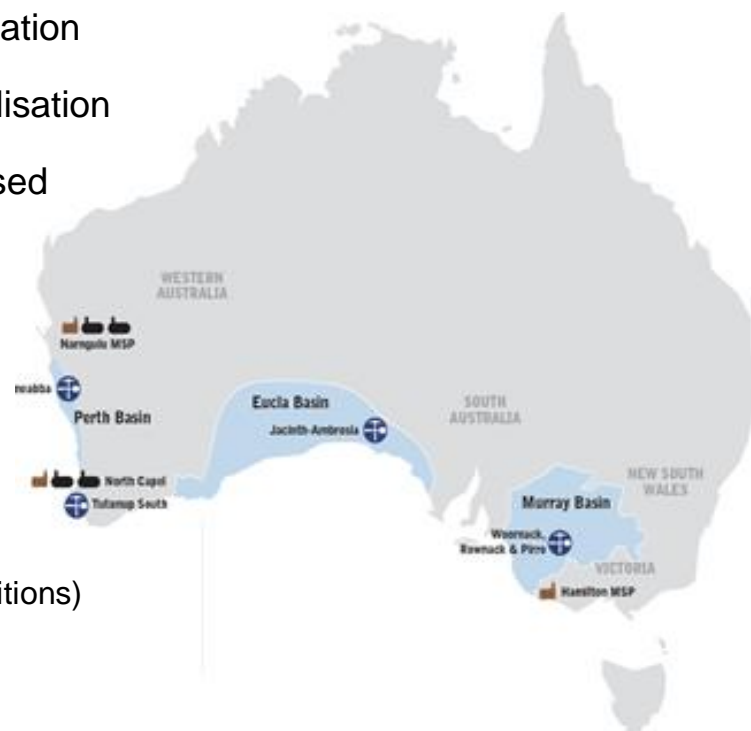 ation
lisation
sed
WESTERN
AUSTRALIA
Narngulu MSP
neabba
Perth Basin
Eucla Basin
Jacinth-Ambrosia
SOUTH
AUSTRALIA
North Capel
Tutunup South
NEW SOUTH
WALES
Murray Basin
Woornack,
Rownack & Pirro
VICTORIA
Hamilton MSP
itions)